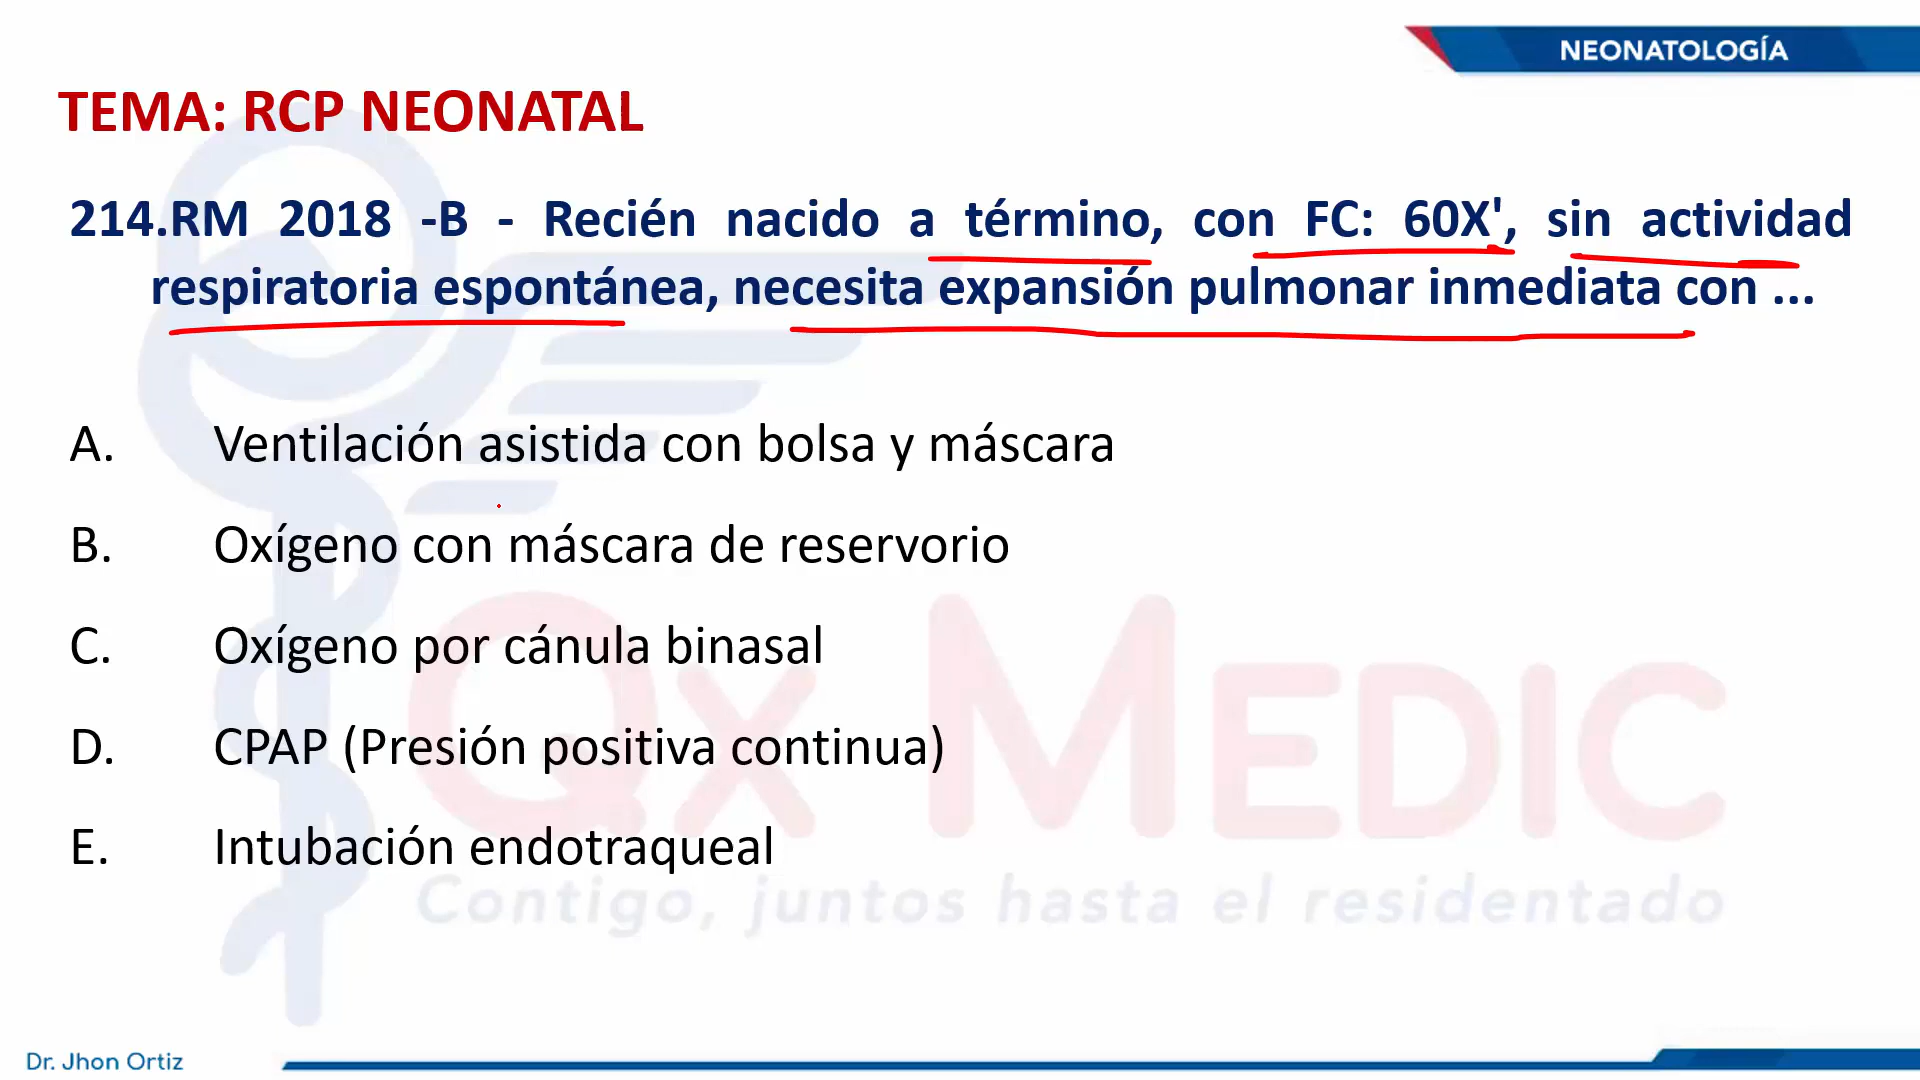 NEONATOLOGÍA
TEMA: RCP NEONATAL
214.RM 2018 -B - Recién nacido a término, con FC: 60X', sin actividad
respiratoria espontánea, necesita expansión pulmonar inmediata con ...
A. Ventilación asistida con bolsa y máscara
B. Oxígeno con máscara de reservorio
C. Oxígeno por cánula binasal
D. CPAP (Presión positiva continua)
E. Intubación endotraqueal
QX MEDIC
Contigo, juntos hasta el residentado
Dr. Jhon Ortiz